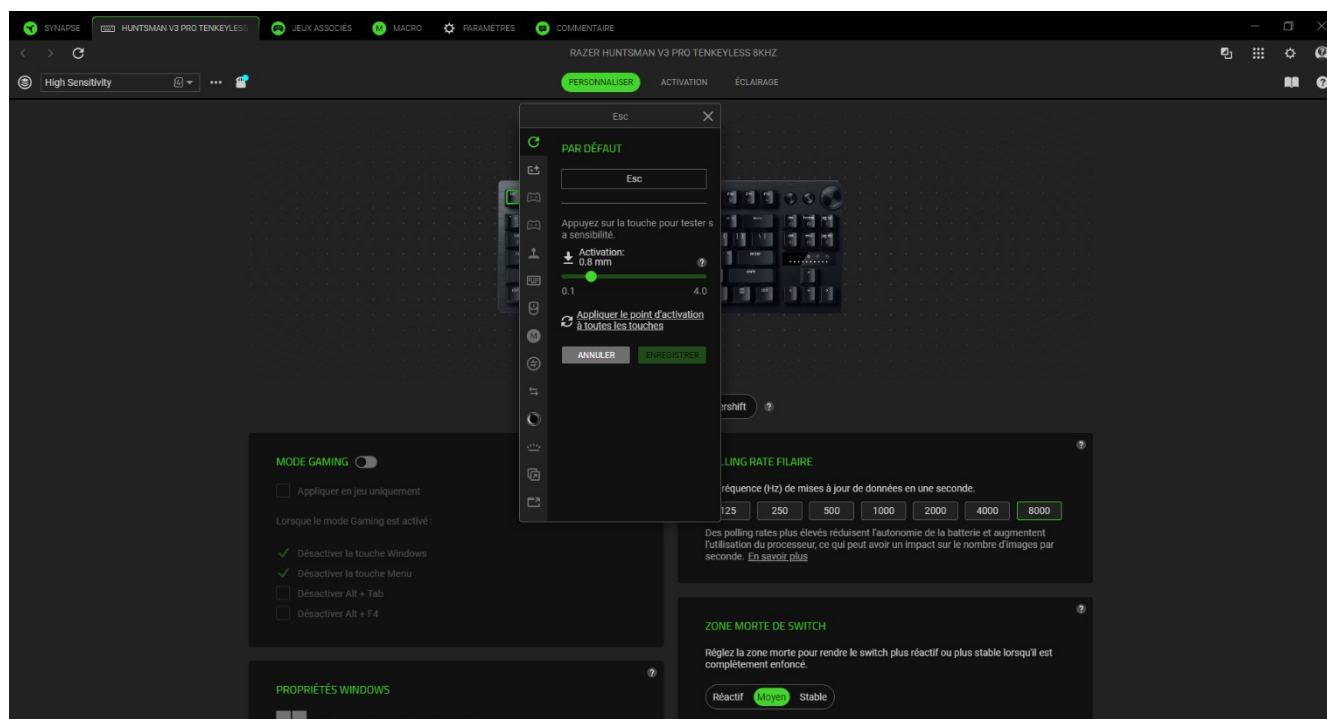 SYNAPSE HUNTSMAN V3 PRO TENKEYLESS JEUX ASSOCIÉS MACRO PARAMÈTRES COMMENTAIRE
RAZER HUNTSMAN V3 PRO TENKEYLESS 8KHZ
High Sensitivity PERSONNALISER ACTIVATION ÉCLAIRAGE
Esc
PAR DÉFAUT
Esc
Appuyez sur la touche pour tester s
a sensibilité.
Activation:
0.8 mm
0.1 4.0
Appliquer le point d'activation
à toutes les touches
ANNULER ENREGISTRER
ershift
MODE GAMING
Appliquer en jeu uniquement
Lorsque le mode Gaming est activé :
Désactiver la touche Windows
Désactiver la touche Menu
Désactiver Alt + Tab
Désactiver Alt + F4
PROPRIÉTÉS WINDOWS
LLING RATE FILAIRE
réquence (Hz) de mises à jour de données en une seconde.
125 250 500 1000 2000 4000 8000
Des polling rates plus élevés réduisent l'autonomie de la batterie et augmentent
l'utilisation du processeur, ce qui peut avoir un impact sur le nombre d'images par
seconde. En savoir plus
ZONE MORTE DE SWITCH
Réglez la zone morte pour rendre le switch plus réactif ou plus stable lorsqu'il est
complètement enfoncé.
Réactif Moyen Stable